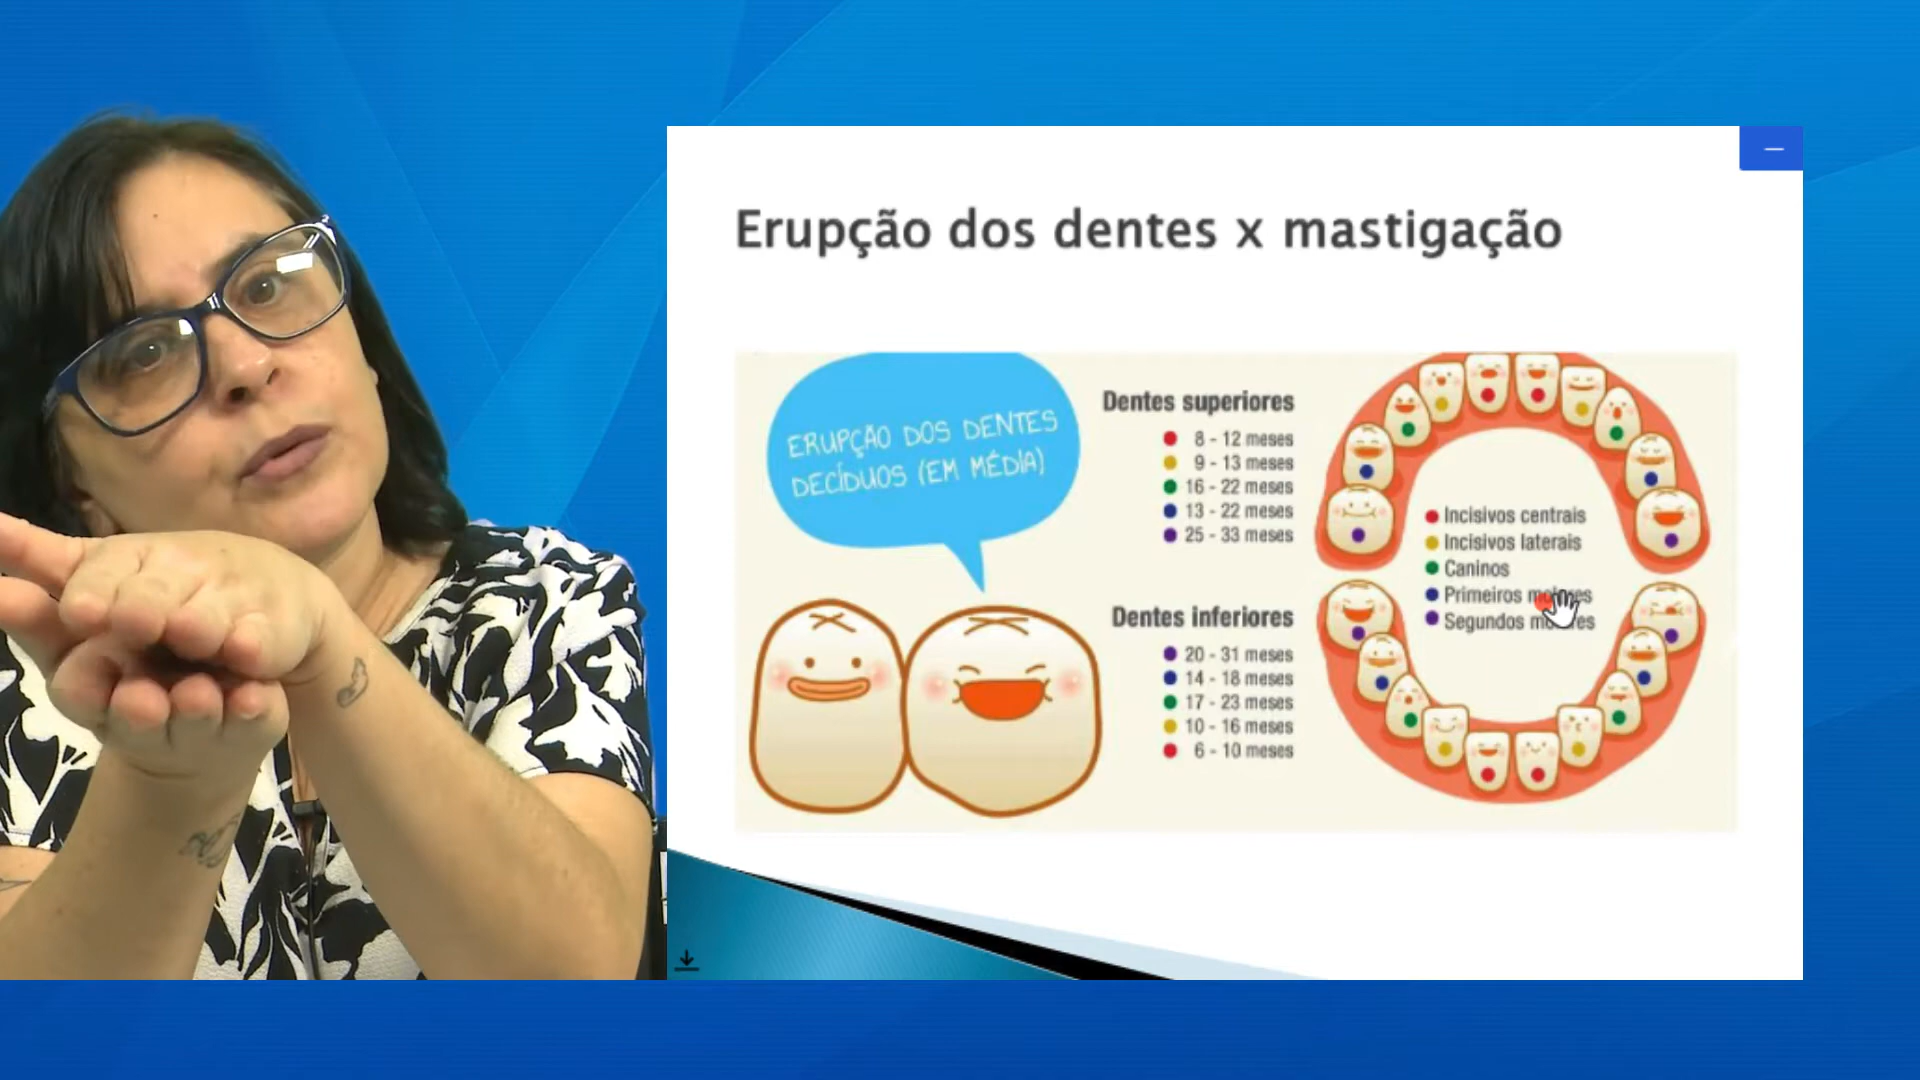 Erupção dos dentes x mastigação
ERUPÇÃO DOS DENTES
DECÍDUOS (EM MÉDIA)
Dentes superiores
8 - 12 meses
9 - 13 meses
16 - 22 meses
13 - 22 meses
25 - 33 meses
Incisivos centrais
Incisivos laterais
Caninos
Primeiros molares
Segundos molares
Dentes inferiores
20 - 31 meses
14 - 18 meses
17 - 23 meses
10 - 16 meses
6 - 10 meses